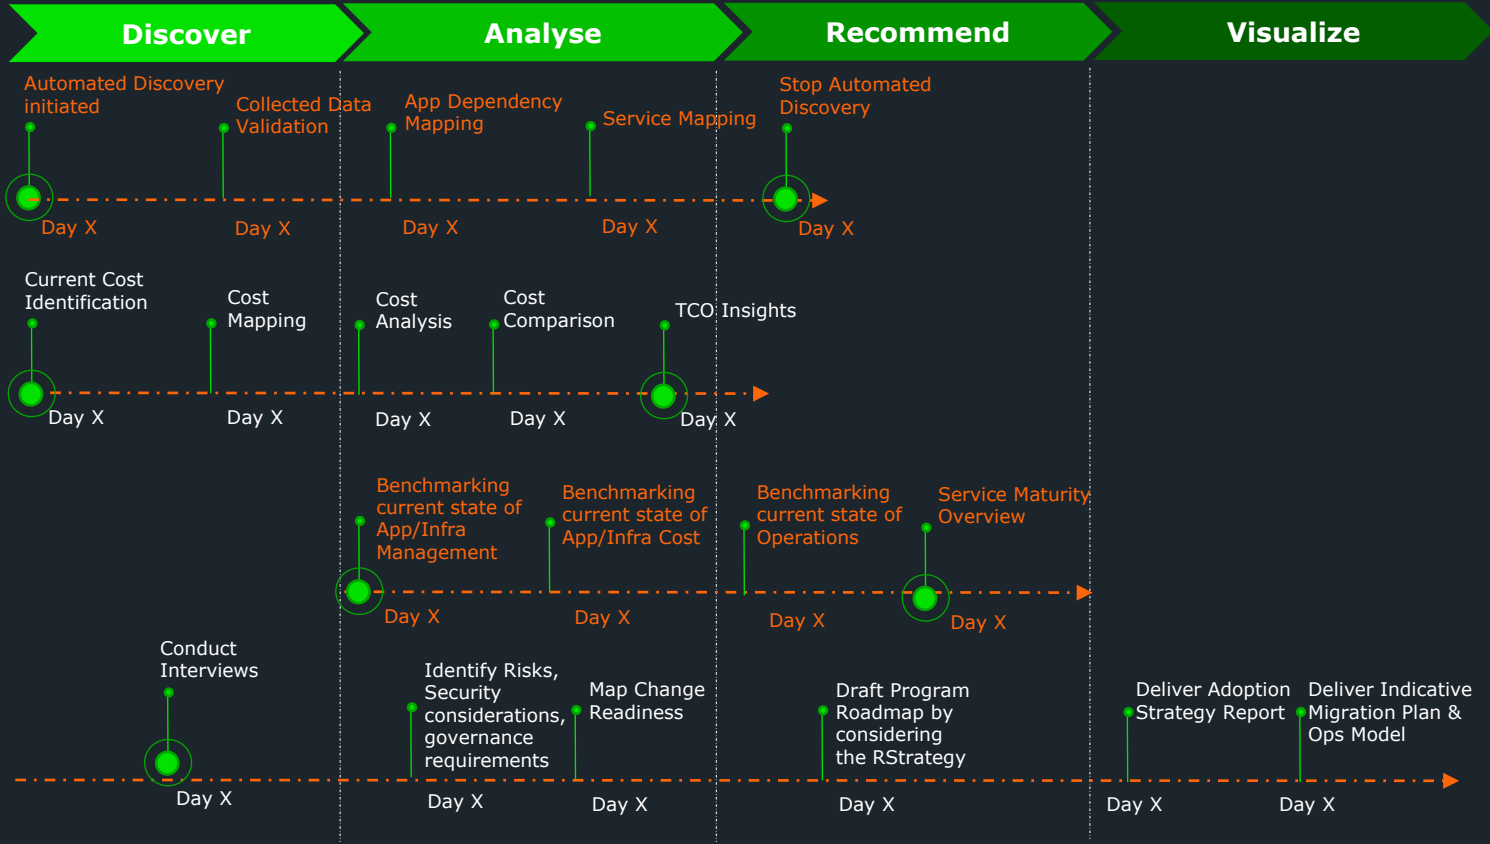 Discover
Analyse
Recommend
Visualize
Automated Discovery
initiated
Collected Data
Validation
App Dependency
Mapping
Service Mapping
Stop Automated
Discovery
Day X
Day X
Day X
Day X
Day X
Current Cost
Identification
Cost
Mapping
Cost
Analysis
Cost
Comparison
TCO Insights
Day X
Day X
Day X
Day X
Day X
Benchmarking
current state of
App/Infra
Management
Benchmarking
current state of
App/Infra Cost
Benchmarking
current state of
Operations
Service Maturity
Overview
Day X
Day X
Day X
Day X
Conduct
Interviews
Identify Risks,
Security
considerations,
governance
requirements
Map Change
Readiness
Draft Program
Roadmap by
considering
the RStrategy
Deliver Adoption
Strategy Report
Deliver Indicative
Migration Plan &
Ops Model
Day X
Day X
Day X
Day X
Day X
Day X